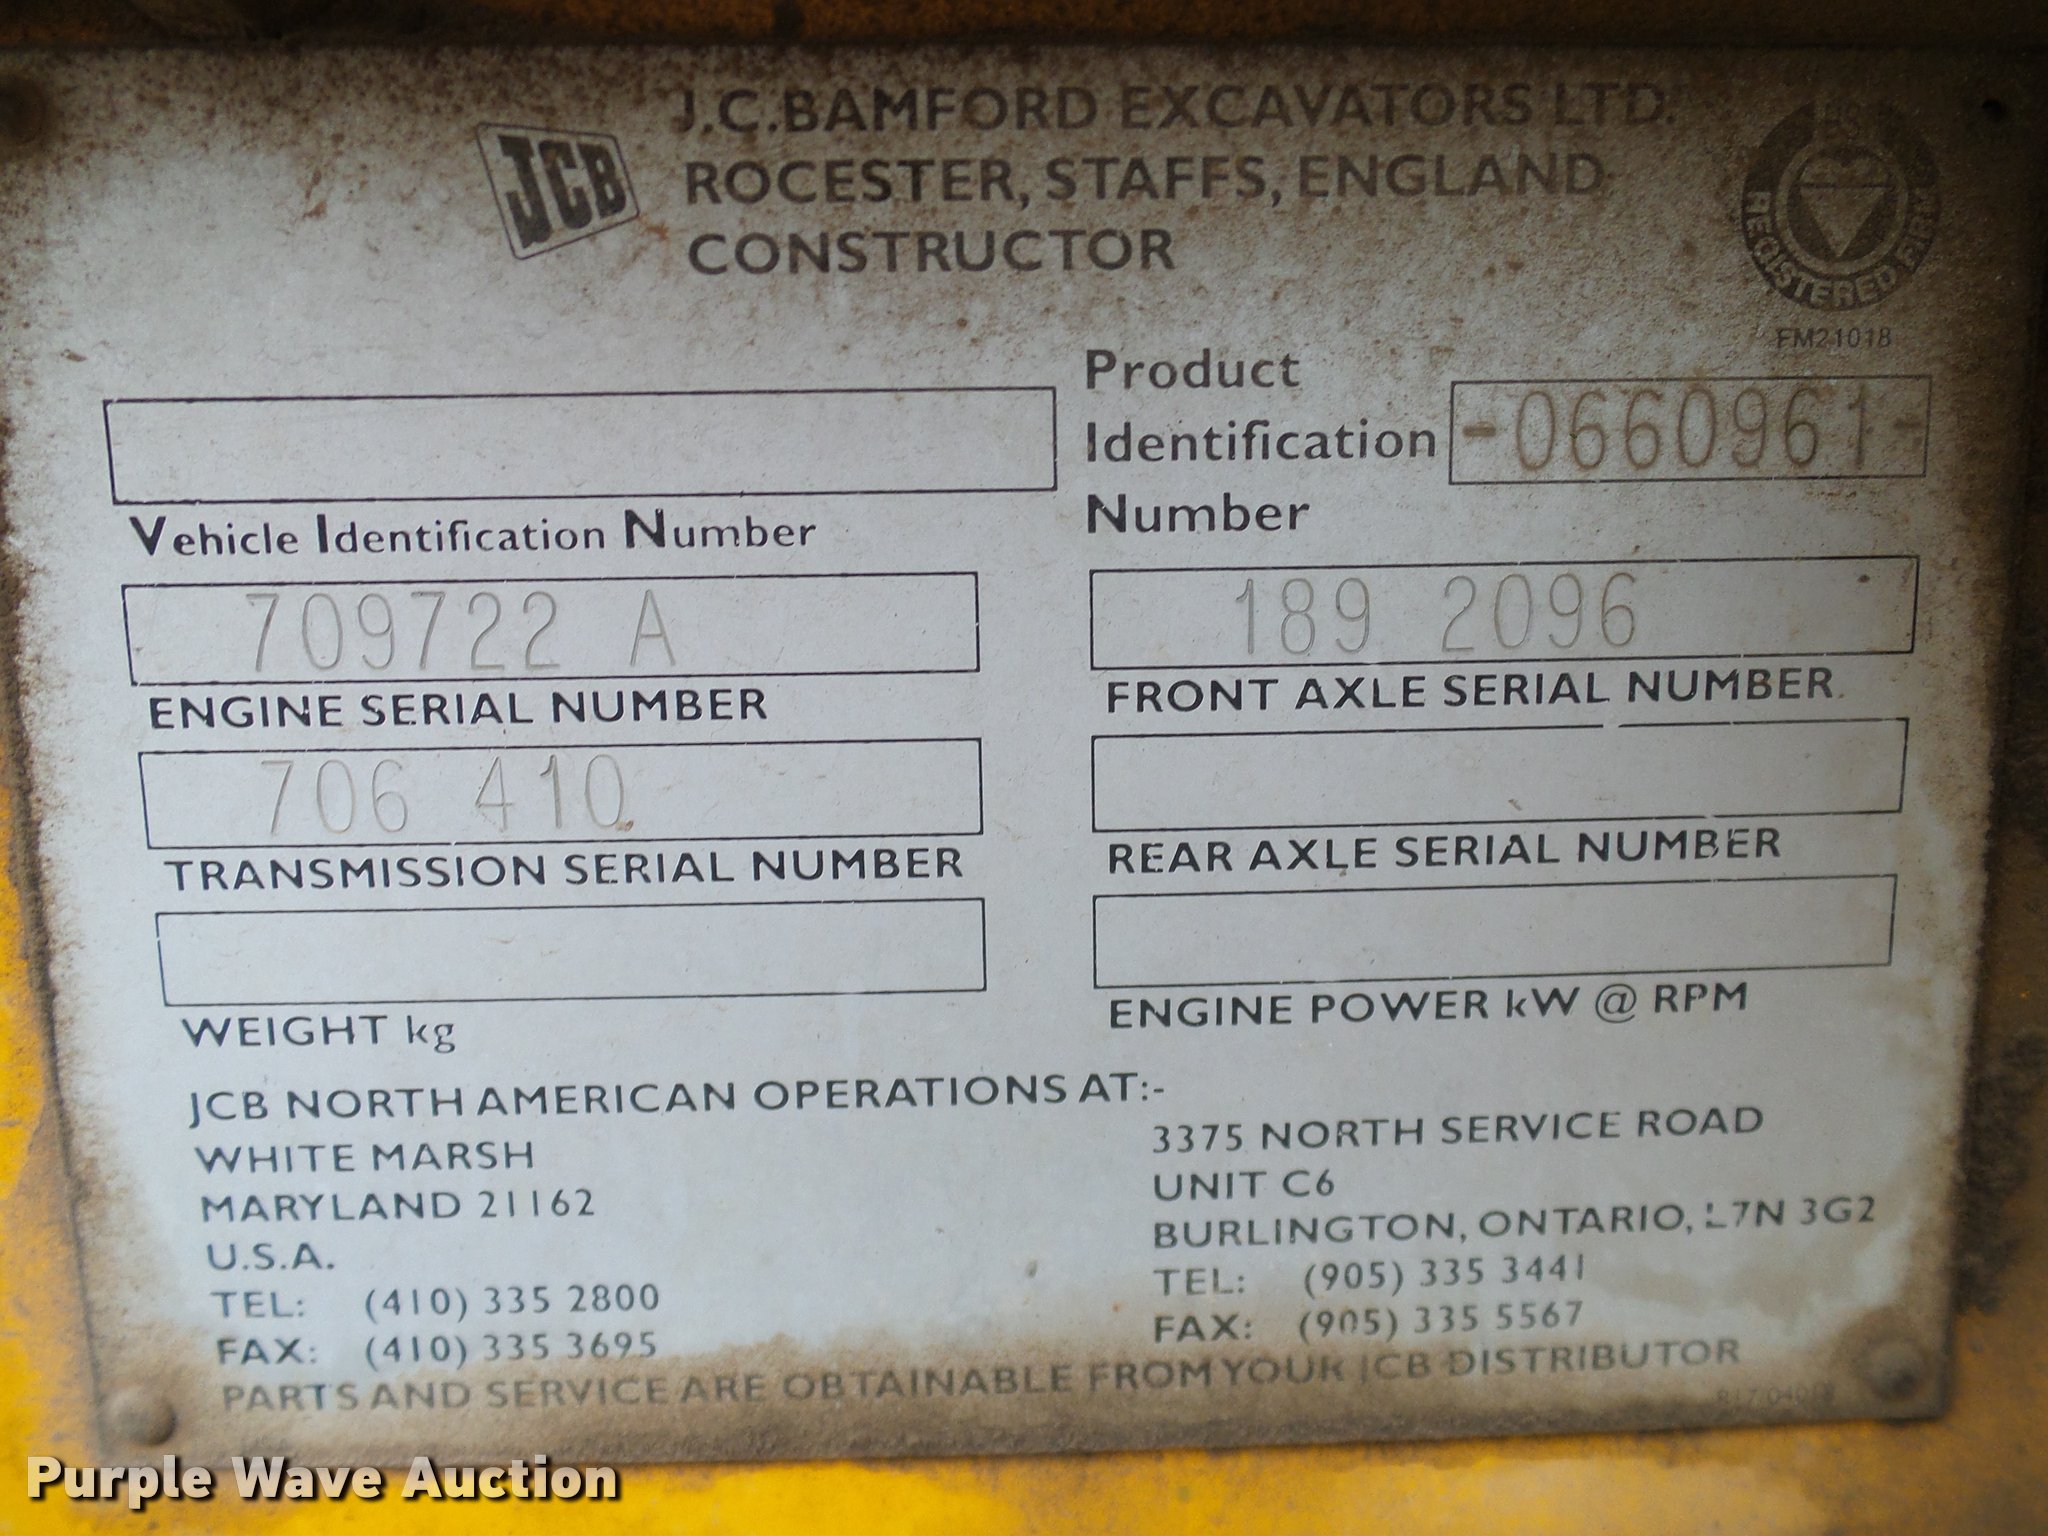 J.C.BAMFORD EXCAVATORS LTD.
JCB
ROCESTER, STAFFS, ENGLAND
CONSTRUCTOR
REGISTERED FIRM
FM21018
Product
Identification -0660961-
Number
Vehicle Identification Number
709722 A
189 2096
ENGINE SERIAL NUMBER
FRONT AXLE SERIAL NUMBER
706 410
TRANSMISSION SERIAL NUMBER
REAR AXLE SERIAL NUMBER
WEIGHT kg
ENGINE POWER kW @ RPM
JCB NORTH AMERICAN OPERATIONS AT:-
WHITE MARSH
MARYLAND 21162
U.S.A.
TEL: (410) 335 2800
FAX: (410) 335 3695
3375 NORTH SERVICE ROAD
UNIT C6
BURLINGTON, ONTARIO, L7N 3G2
TEL: (905) 335 3441
FAX: (905) 335 5567
PARTS AND SERVICE ARE OBTAINABLE FROM YOUR JCB DISTRIBUTOR
Purple Wave Auction